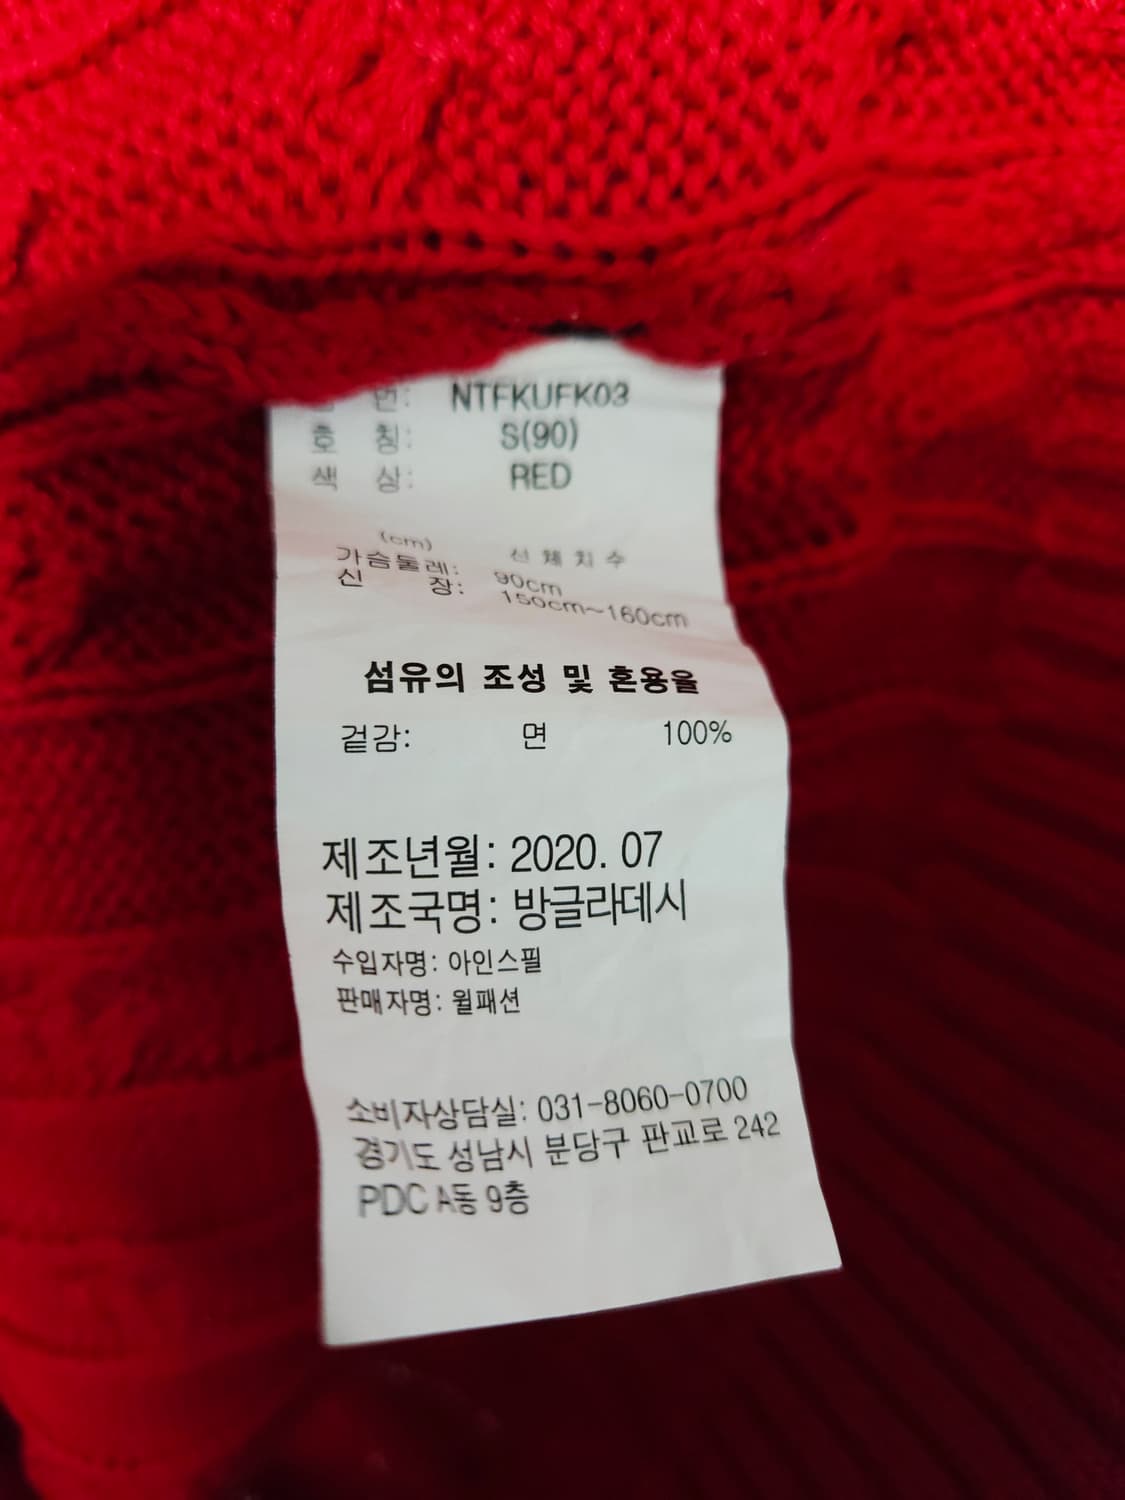 번: NTFKUFK03
호 칭: S(90)
색 상: RED
(cm) 신 체 치 수
가슴둘레: 90cm
신 장: 150cm~160cm
섬유의 조성 및 혼용율
겉감: 면 100%
제조년월: 2020. 07
제조국명: 방글라데시
수입자명: 아인스필
판매자명: 월패션
소비자상담실: 031-8060-0700
경기도 성남시 분당구 판교로 242
PDC A동 9층